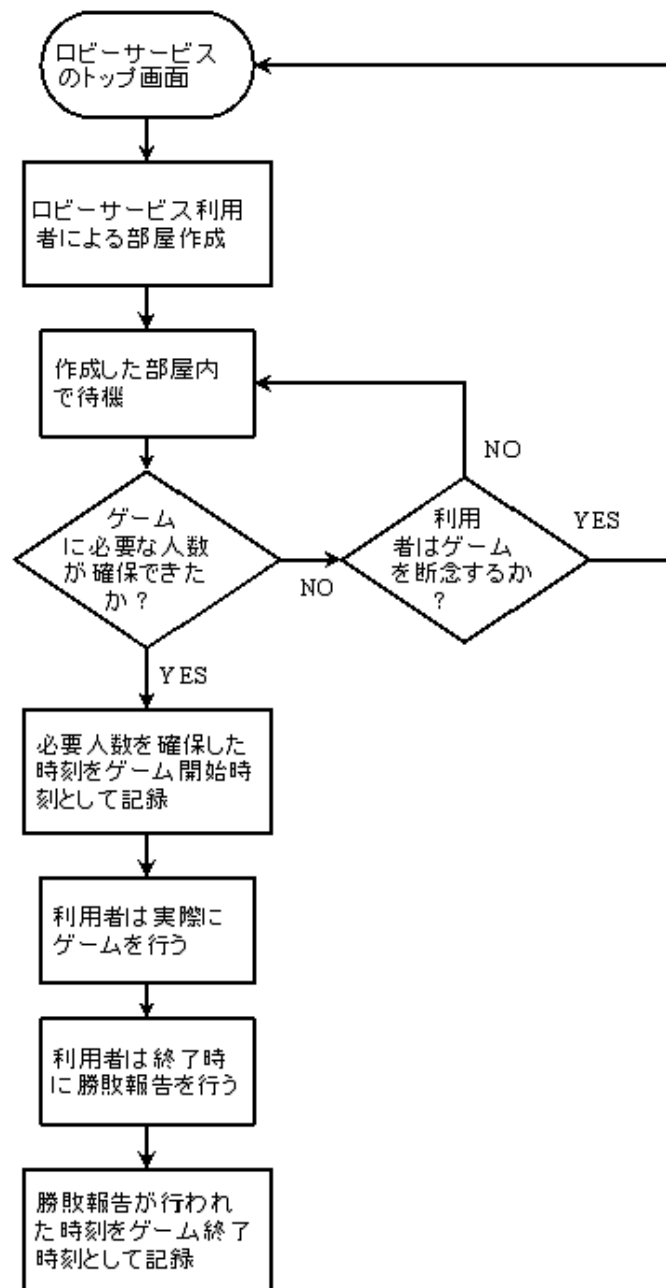 ロビーサービス
のトップ画面
ロビーサービス利用
者による部屋作成
作成した部屋内
で待機
NO
ゲーム
に必要な人数
が確保できた
か？
NO
利用
者はゲーム
を断念するか
？
YES
YES
必要人数を確保した
時刻をゲーム開始時
刻として記録
利用者は実際に
ゲームを行う
利用者は終了時
に勝敗報告を行う
勝敗報告が行われ
た時刻をゲーム終了
時刻として記録